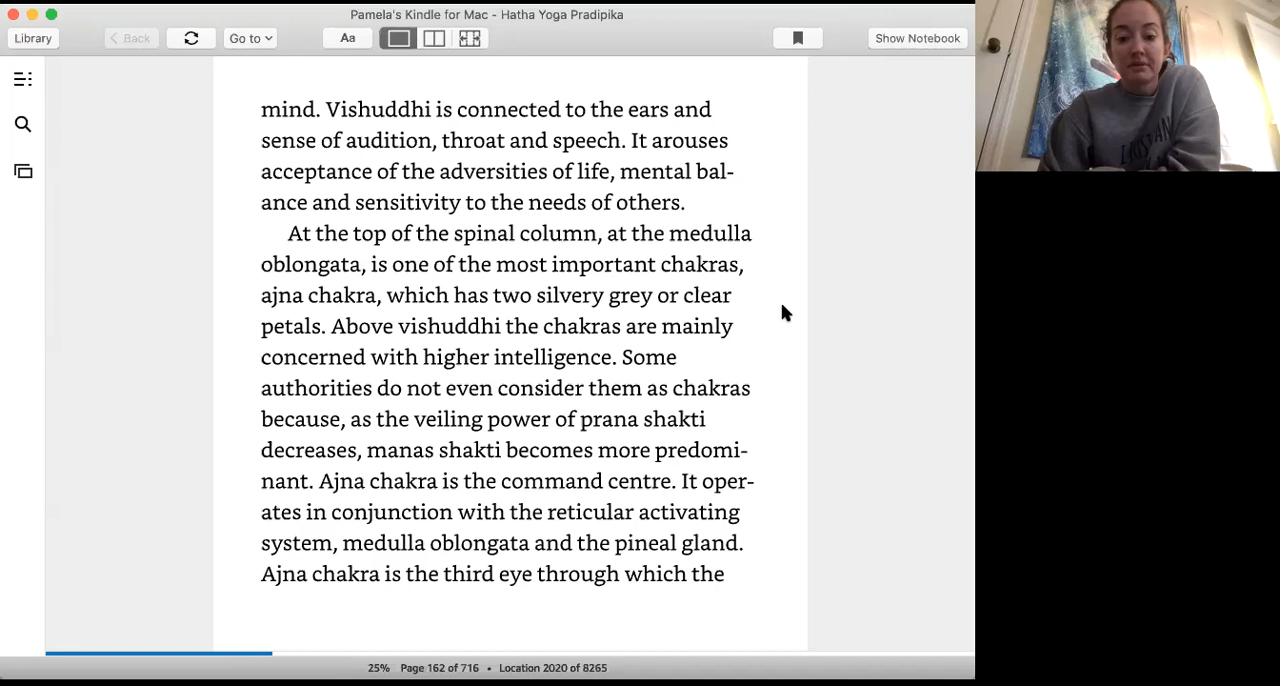 Pamela's Kindle for Mac - Hatha Yoga Pradipika
Library
Back
Go to
Aa
Show Notebook
mind. Vishuddhi is connected to the ears and
sense of audition, throat and speech. It arouses
acceptance of the adversities of life, mental bal-
ance and sensitivity to the needs of others.
At the top of the spinal column, at the medulla
oblongata, is one of the most important chakras,
ajna chakra, which has two silvery grey or clear
petals. Above vishuddhi the chakras are mainly
concerned with higher intelligence. Some
authorities do not even consider them as chakras
because, as the veiling power of prana shakti
decreases, manas shakti becomes more predomi-
nant. Ajna chakra is the command centre. It oper-
ates in conjunction with the reticular activating
system, medulla oblongata and the pineal gland.
Ajna chakra is the third eye through which the
25% Page 162 of 716 • Location 2020 of 8265